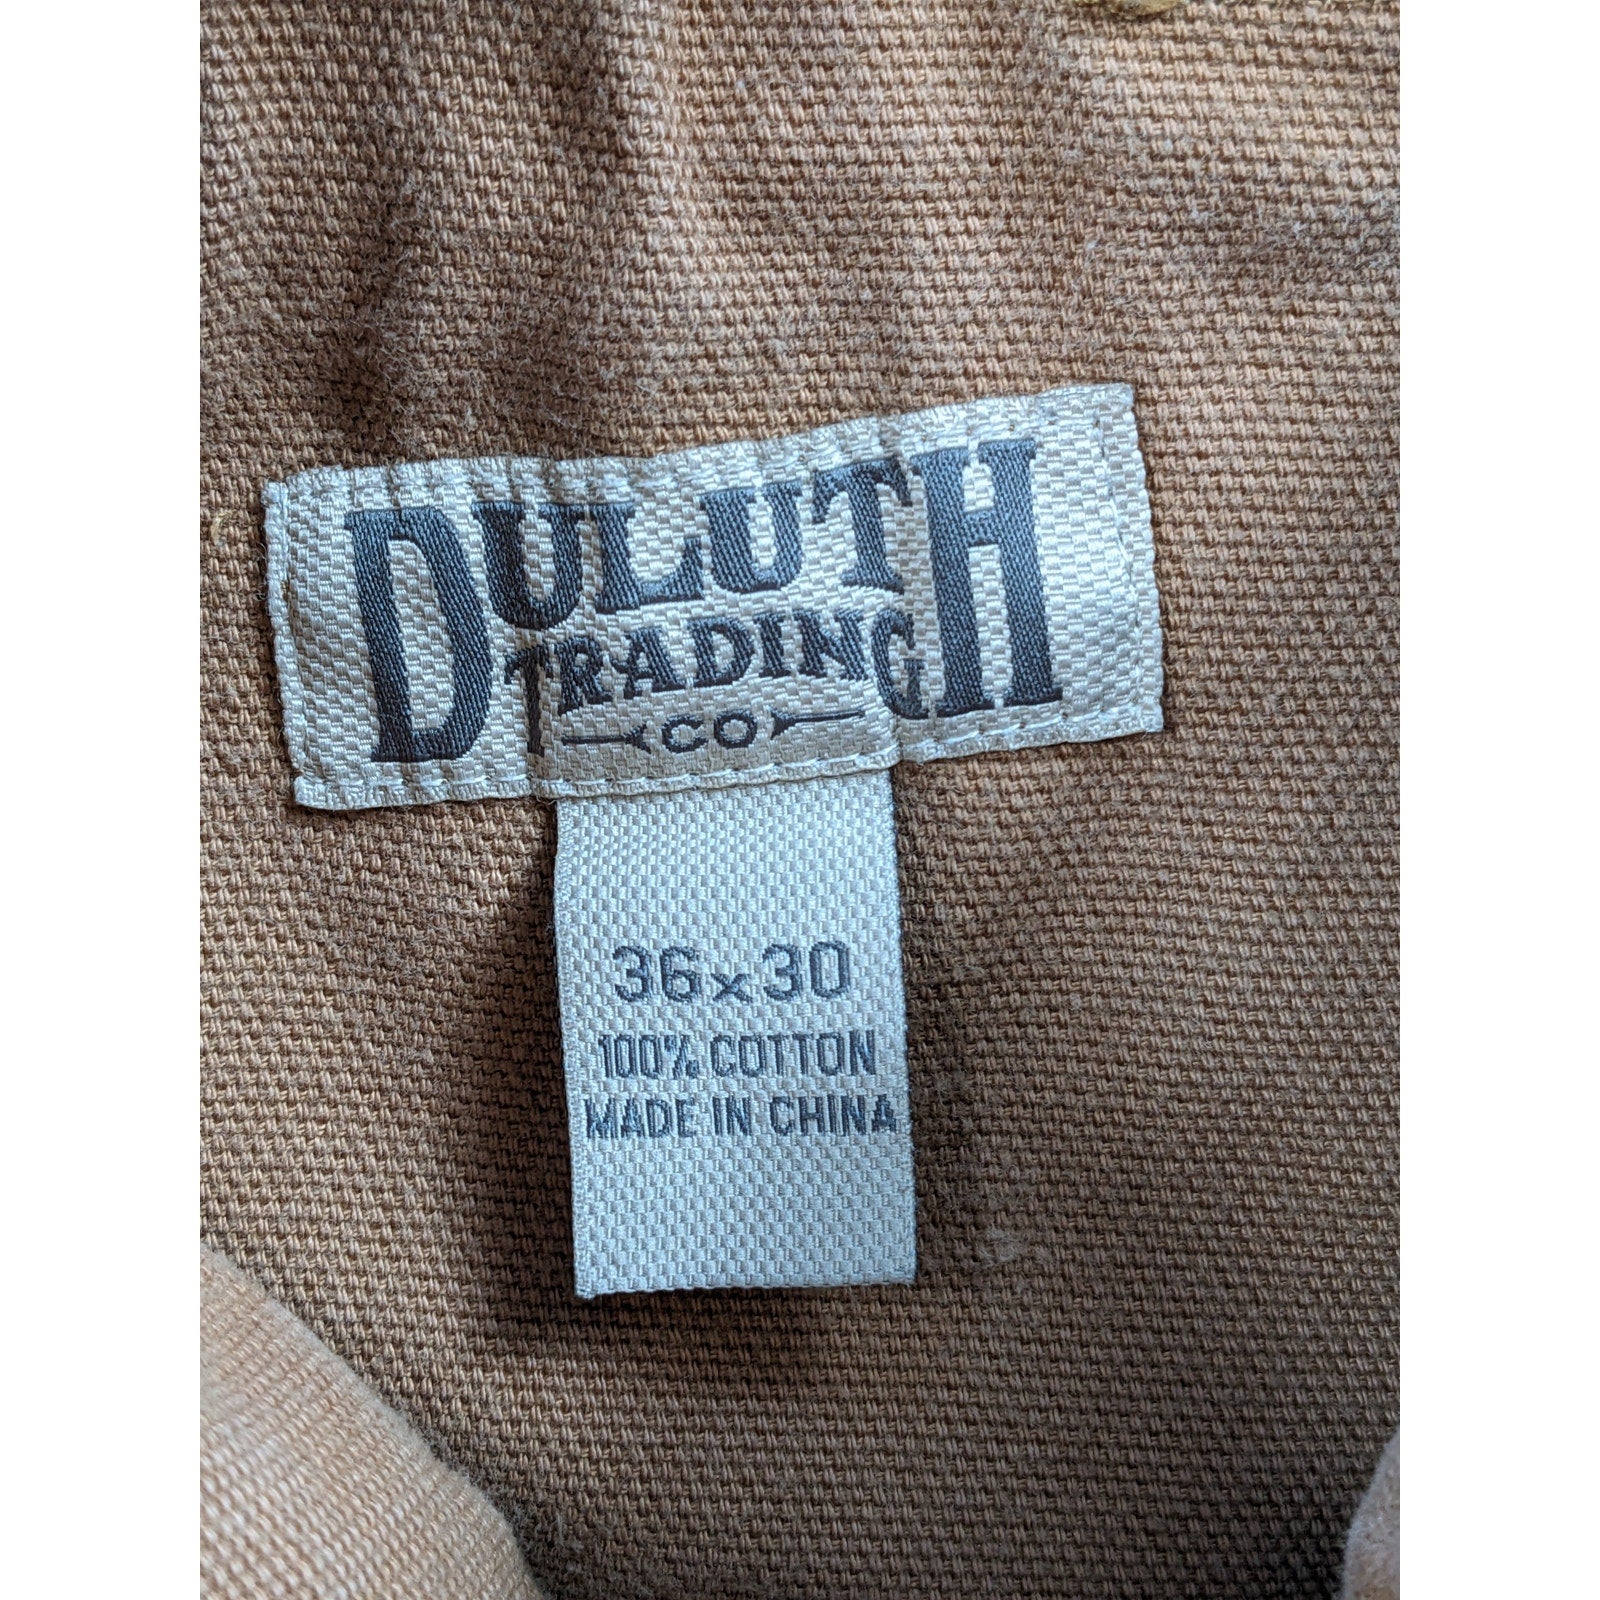 DULUTH
TRADING
CO
36x30
100% COTTON
MADE IN CHINA